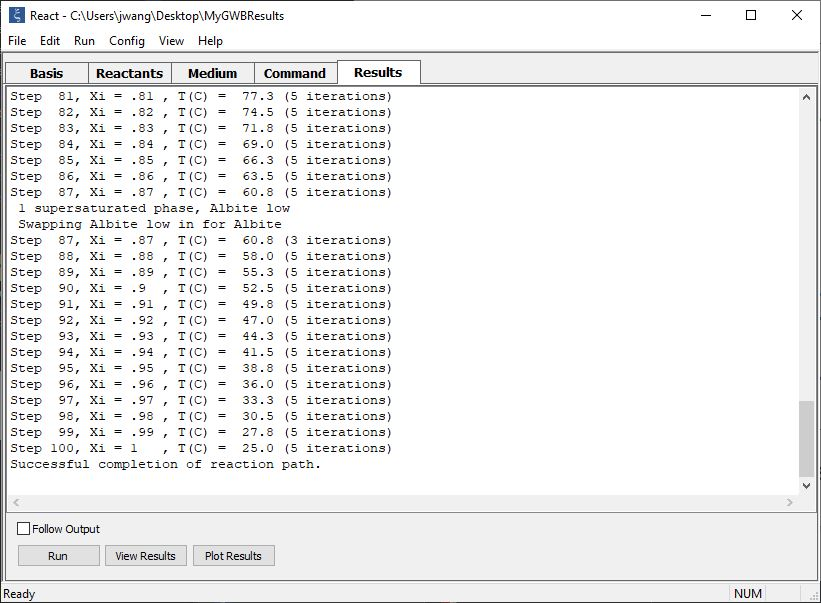 React - C:\Users\jwang\Desktop\MyGWBResults
File Edit Run Config View Help
Basis Reactants Medium Command Results
Step  81, Xi = .81 , T(C) =  77.3 (5 iterations)
Step  82, Xi = .82 , T(C) =  74.5 (5 iterations)
Step  83, Xi = .83 , T(C) =  71.8 (5 iterations)
Step  84, Xi = .84 , T(C) =  69.0 (5 iterations)
Step  85, Xi = .85 , T(C) =  66.3 (5 iterations)
Step  86, Xi = .86 , T(C) =  63.5 (5 iterations)
Step  87, Xi = .87 , T(C) =  60.8 (5 iterations)
 1 supersaturated phase, Albite low
 Swapping Albite low in for Albite
Step  87, Xi = .87 , T(C) =  60.8 (3 iterations)
Step  88, Xi = .88 , T(C) =  58.0 (5 iterations)
Step  89, Xi = .89 , T(C) =  55.3 (5 iterations)
Step  90, Xi = .9  , T(C) =  52.5 (5 iterations)
Step  91, Xi = .91 , T(C) =  49.8 (5 iterations)
Step  92, Xi = .92 , T(C) =  47.0 (5 iterations)
Step  93, Xi = .93 , T(C) =  44.3 (5 iterations)
Step  94, Xi = .94 , T(C) =  41.5 (5 iterations)
Step  95, Xi = .95 , T(C) =  38.8 (5 iterations)
Step  96, Xi = .96 , T(C) =  36.0 (5 iterations)
Step  97, Xi = .97 , T(C) =  33.3 (5 iterations)
Step  98, Xi = .98 , T(C) =  30.5 (5 iterations)
Step  99, Xi = .99 , T(C) =  27.8 (5 iterations)
Step 100, Xi = 1   , T(C) =  25.0 (5 iterations)
Successful completion of reaction path.
Follow Output
Run View Results Plot Results
Ready NUM